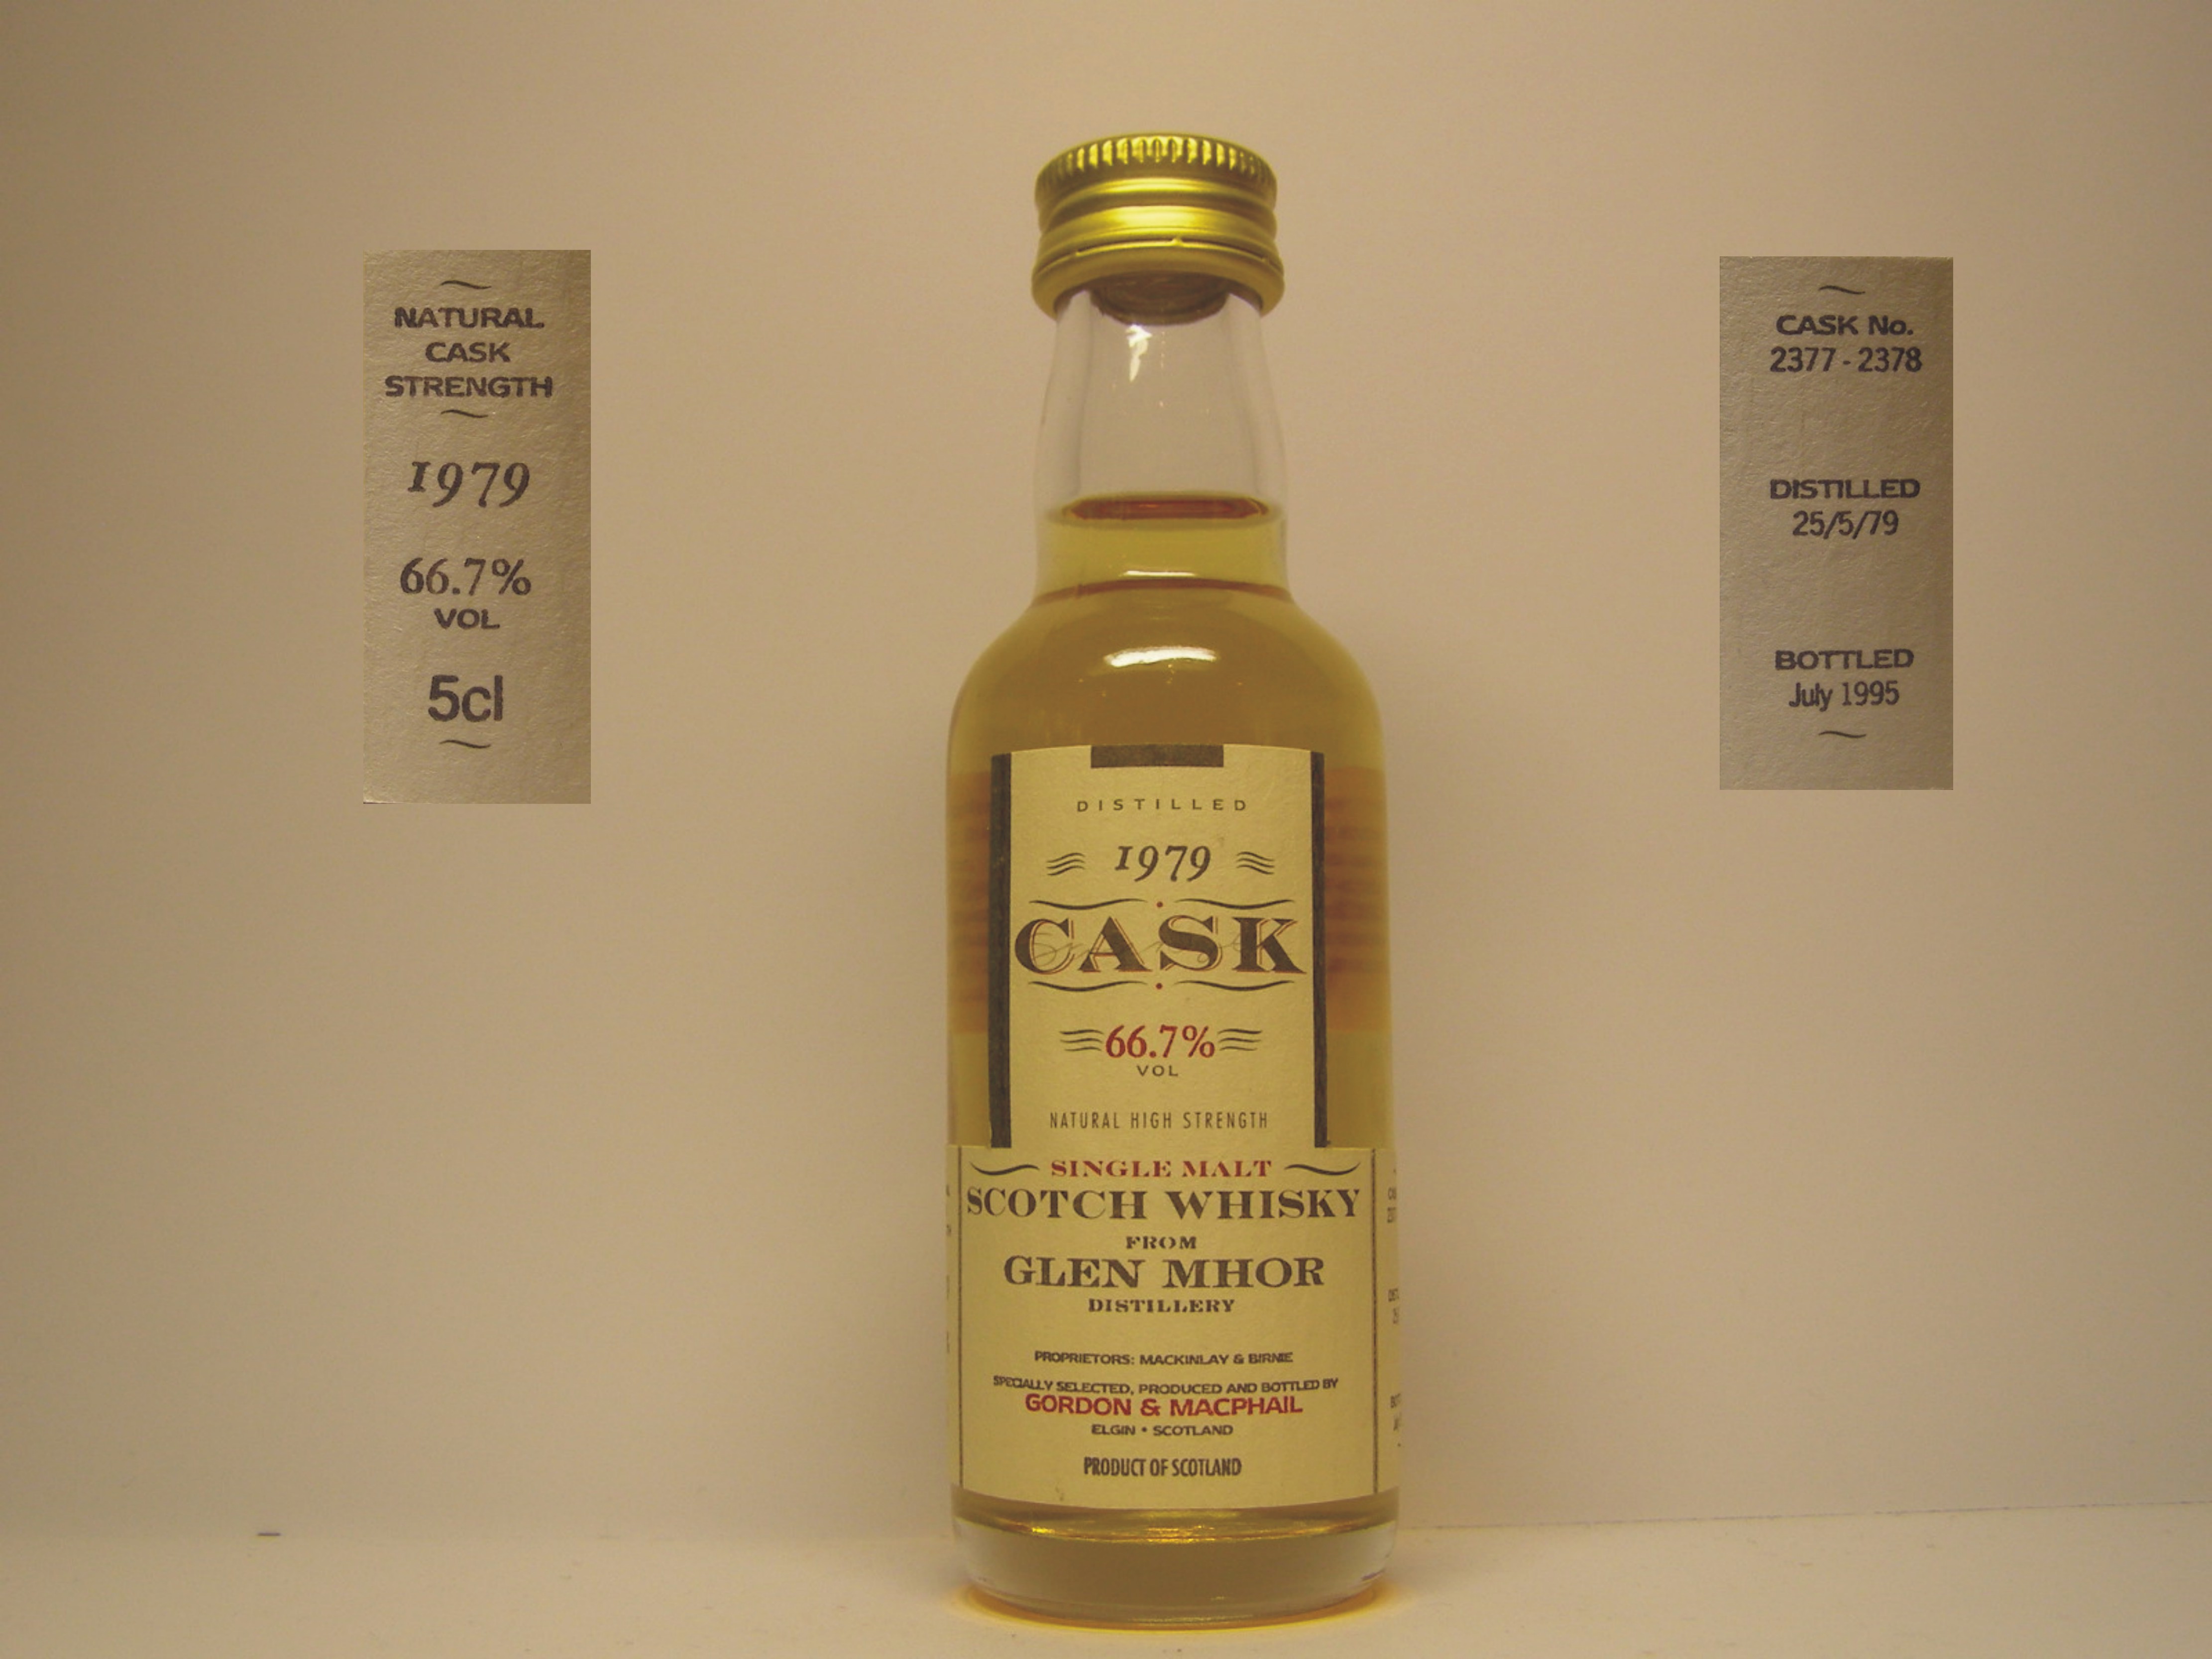 NATURAL
CASK
STRENGTH
1979
66.7%
VOL
5cl
CASK No.
2377 - 2378
DISTILLED
25/5/79
BOTTLED
July 1995
DISTILLED
1979
CASK
66.7%
VOL
NATURAL HIGH STRENGTH
SINGLE MALT
SCOTCH WHISKY
FROM
GLEN MHOR
DISTILLERY
PROPRIETORS: MACKINLAY & BIRNIE
SPECIALLY SELECTED, PRODUCED AND BOTTLED BY
GORDON & MACPHAIL
ELGIN • SCOTLAND
PRODUCT OF SCOTLAND